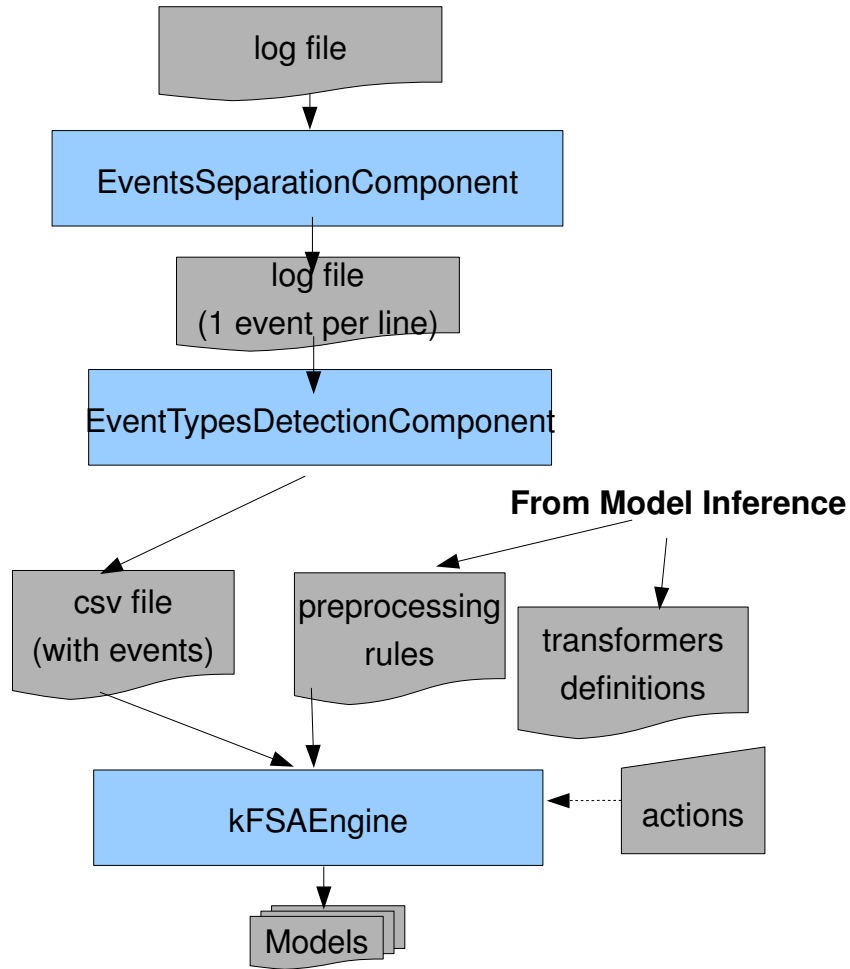 log file
EventsSeparationComponent
log file
(1 event per line)
EventTypesDetectionComponent
From Model Inference
csv file
(with events)
preprocessing
rules
transformers
definitions
kFSAEngine
actions
Models